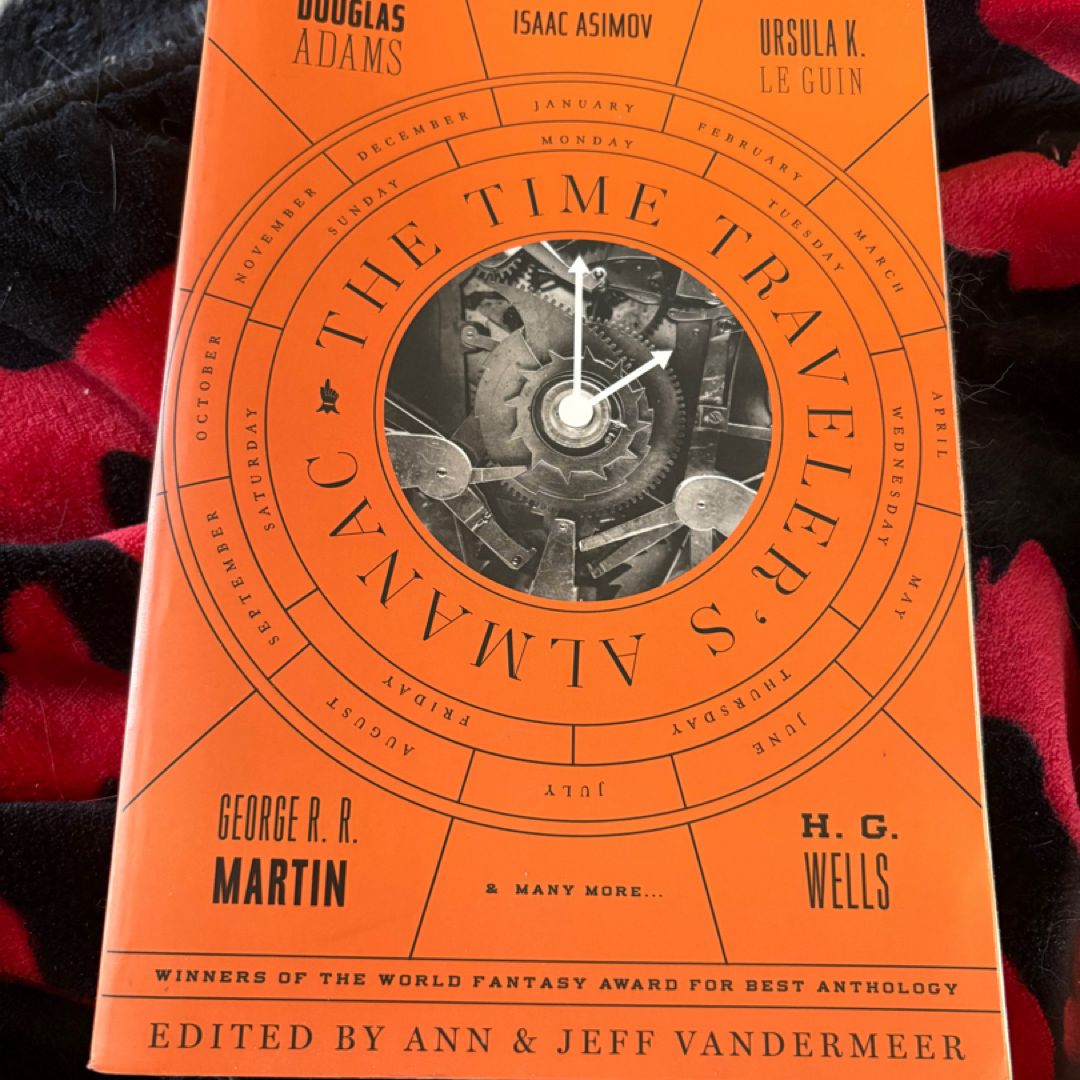 DOUGLAS
ADAMS
ISAAC ASIMOV
URSULA K.
LE GUIN
JANUARY
FEBRUARY
MARCH
APRIL
MAY
JUNE
JULY
AUGUST
SEPTEMBER
OCTOBER
NOVEMBER
DECEMBER
MONDAY
TUESDAY
WEDNESDAY
THURSDAY
FRIDAY
SATURDAY
SUNDAY
THE TIME TRAVELER'S ALMANAC
GEORGE R. R.
MARTIN
& MANY MORE...
H. G.
WELLS
WINNERS OF THE WORLD FANTASY AWARD FOR BEST ANTHOLOGY
EDITED BY ANN & JEFF VANDERMEER